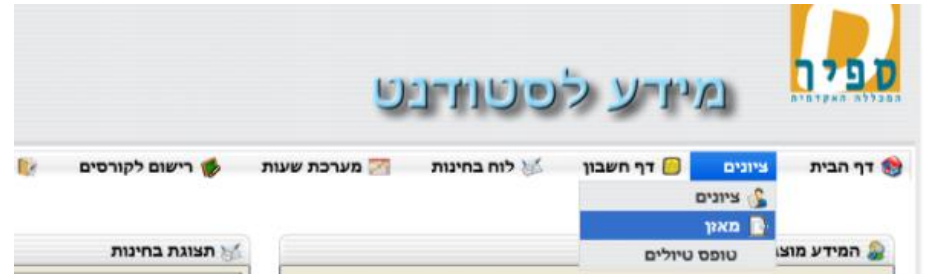 ספיר
המכללה האקדמית
מידע לסטודנט
דף הבית ציונים דף חשבון לוח בחינות מערכת שעות רישום לקורסים
ציונים
מאזן
טופס טיולים
המידע מוצג
תצוגת בחינות